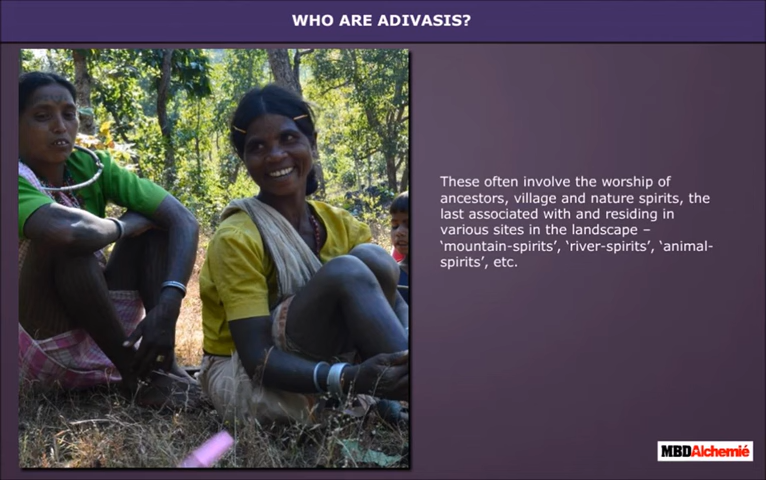 WHO ARE ADIVASIS?
These often involve the worship of
ancestors, village and nature spirits, the
last associated with and residing in
various sites in the landscape –
‘mountain-spirits’, ‘river-spirits’, ‘animal-
spirits’, etc.
MBDAlchemié